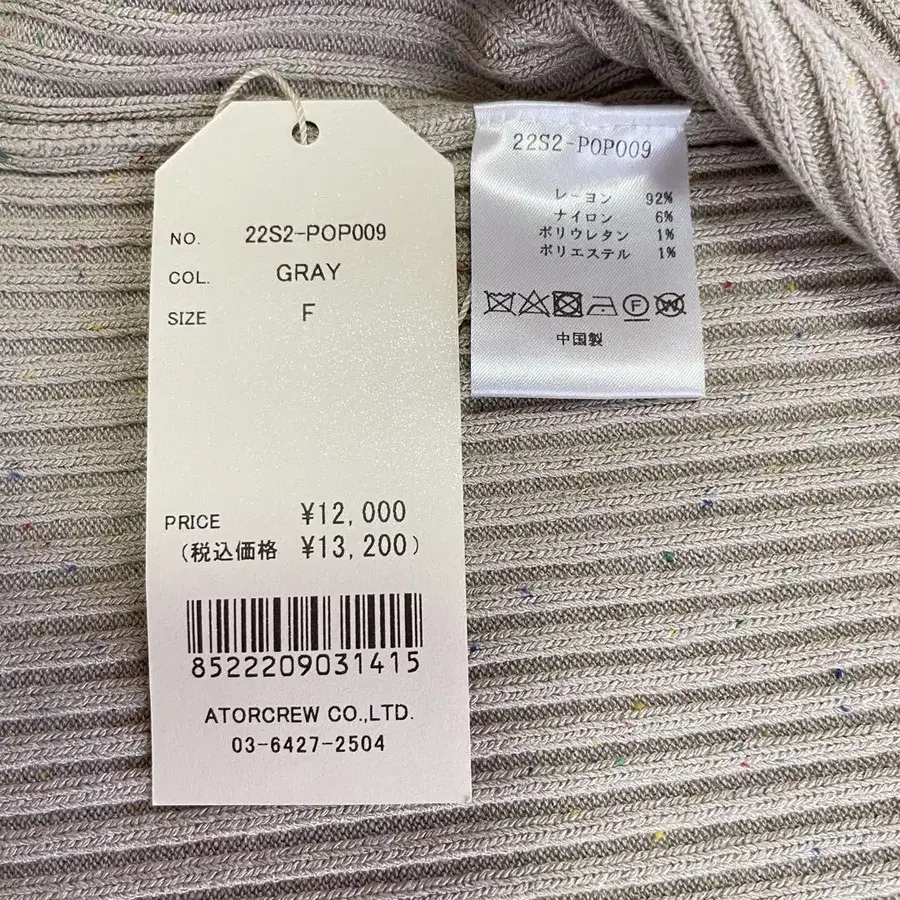 NO. 22S2-POP009
COL. GRAY
SIZE F
PRICE ¥12,000
(税込価格 ¥13,200)
8522209031415
ATORCREW CO.,LTD.
03-6427-2504
22S2-POP009
レーヨン 92%
ナイロン 6%
ポリウレタン 1%
ポリエステル 1%
F W
中国製